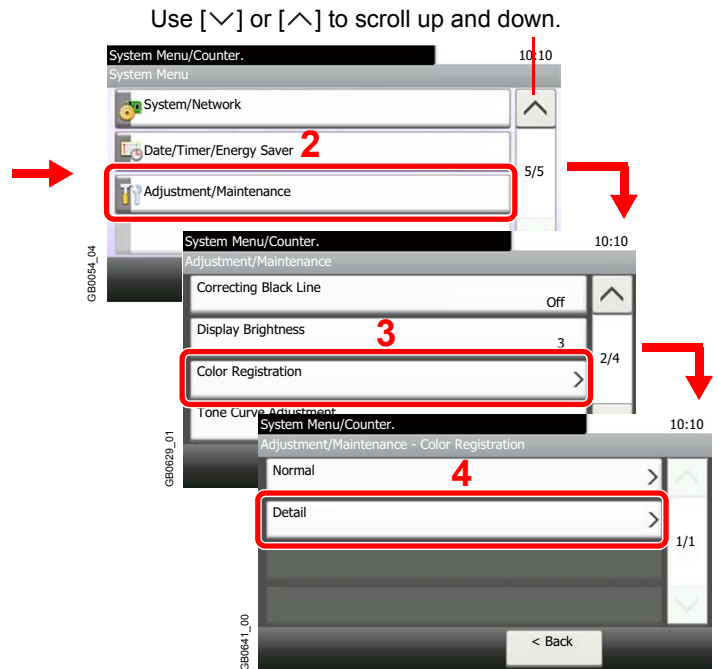 Use [∨] or [∧] to scroll up and down.
System Menu/Counter.
10:10
System Menu
System/Network
Date/Timer/Energy Saver
2
5/5
Adjustment/Maintenance
GB0054_04
System Menu/Counter.
10:10
Adjustment/Maintenance
Correcting Black Line
Off
Display Brightness
3
3
2/4
Color Registration
Tone Curve Adjustment
GB0629_01
System Menu/Counter.
10:10
Adjustment/Maintenance - Color Registration
Normal
4
Detail
1/1
< Back
GB0641_00